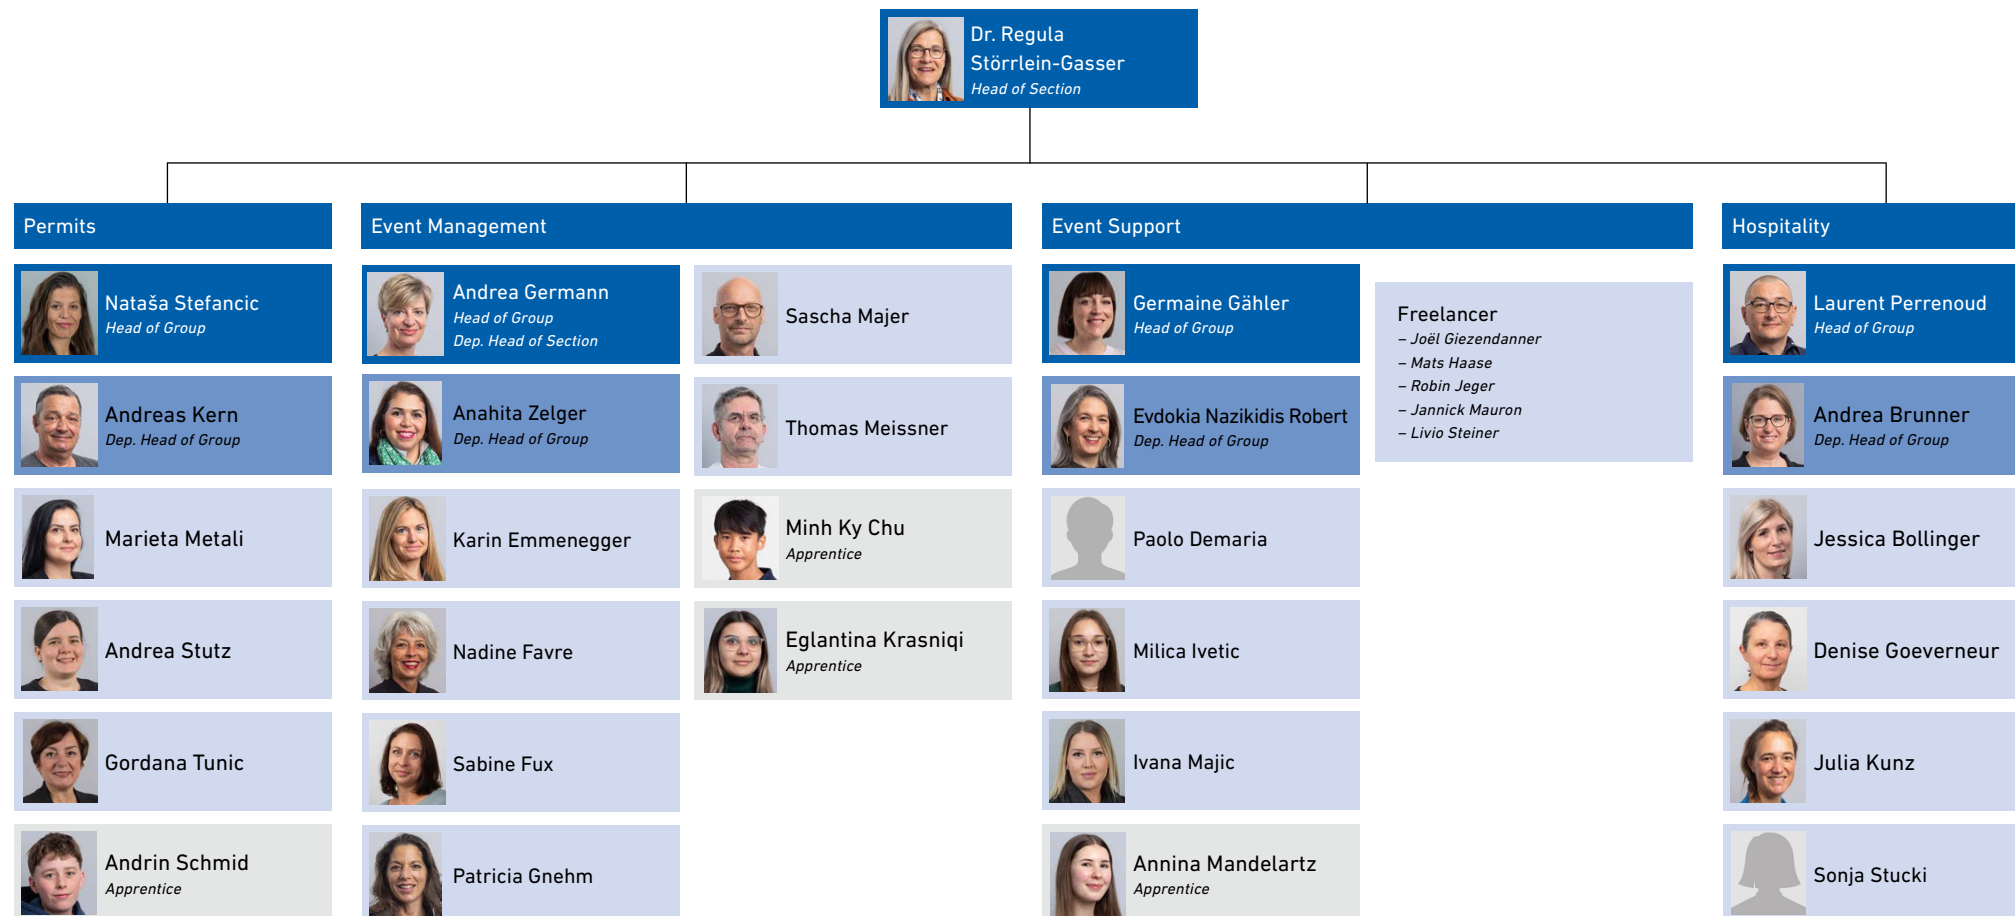 Dr. Regula
Störrlein-Gasser
Head of Section
Permits
Nataša Stefancic
Head of Group
Andreas Kern
Dep. Head of Group
Marieta Metali
Andrea Stutz
Gordana Tunic
Andrin Schmid
Apprentice
Event Management
Andrea Germann
Head of Group
Dep. Head of Section
Anahita Zelger
Dep. Head of Group
Karin Emmenegger
Nadine Favre
Sabine Fux
Patricia Gnehm
Sascha Majer
Thomas Meissner
Minh Ky Chu
Apprentice
Eglantina Krasniqi
Apprentice
Event Support
Germaine Gähler
Head of Group
Evdokia Nazikidis Robert
Dep. Head of Group
Paolo Demaria
Milica Ivetic
Ivana Majic
Annina Mandelartz
Apprentice
Freelancer
– Joël Giezendanner
– Mats Haase
– Robin Jeger
– Jannick Mauron
– Livio Steiner
Hospitality
Laurent Perrenoud
Head of Group
Andrea Brunner
Dep. Head of Group
Jessica Bollinger
Denise Goeverneur
Julia Kunz
Sonja Stucki